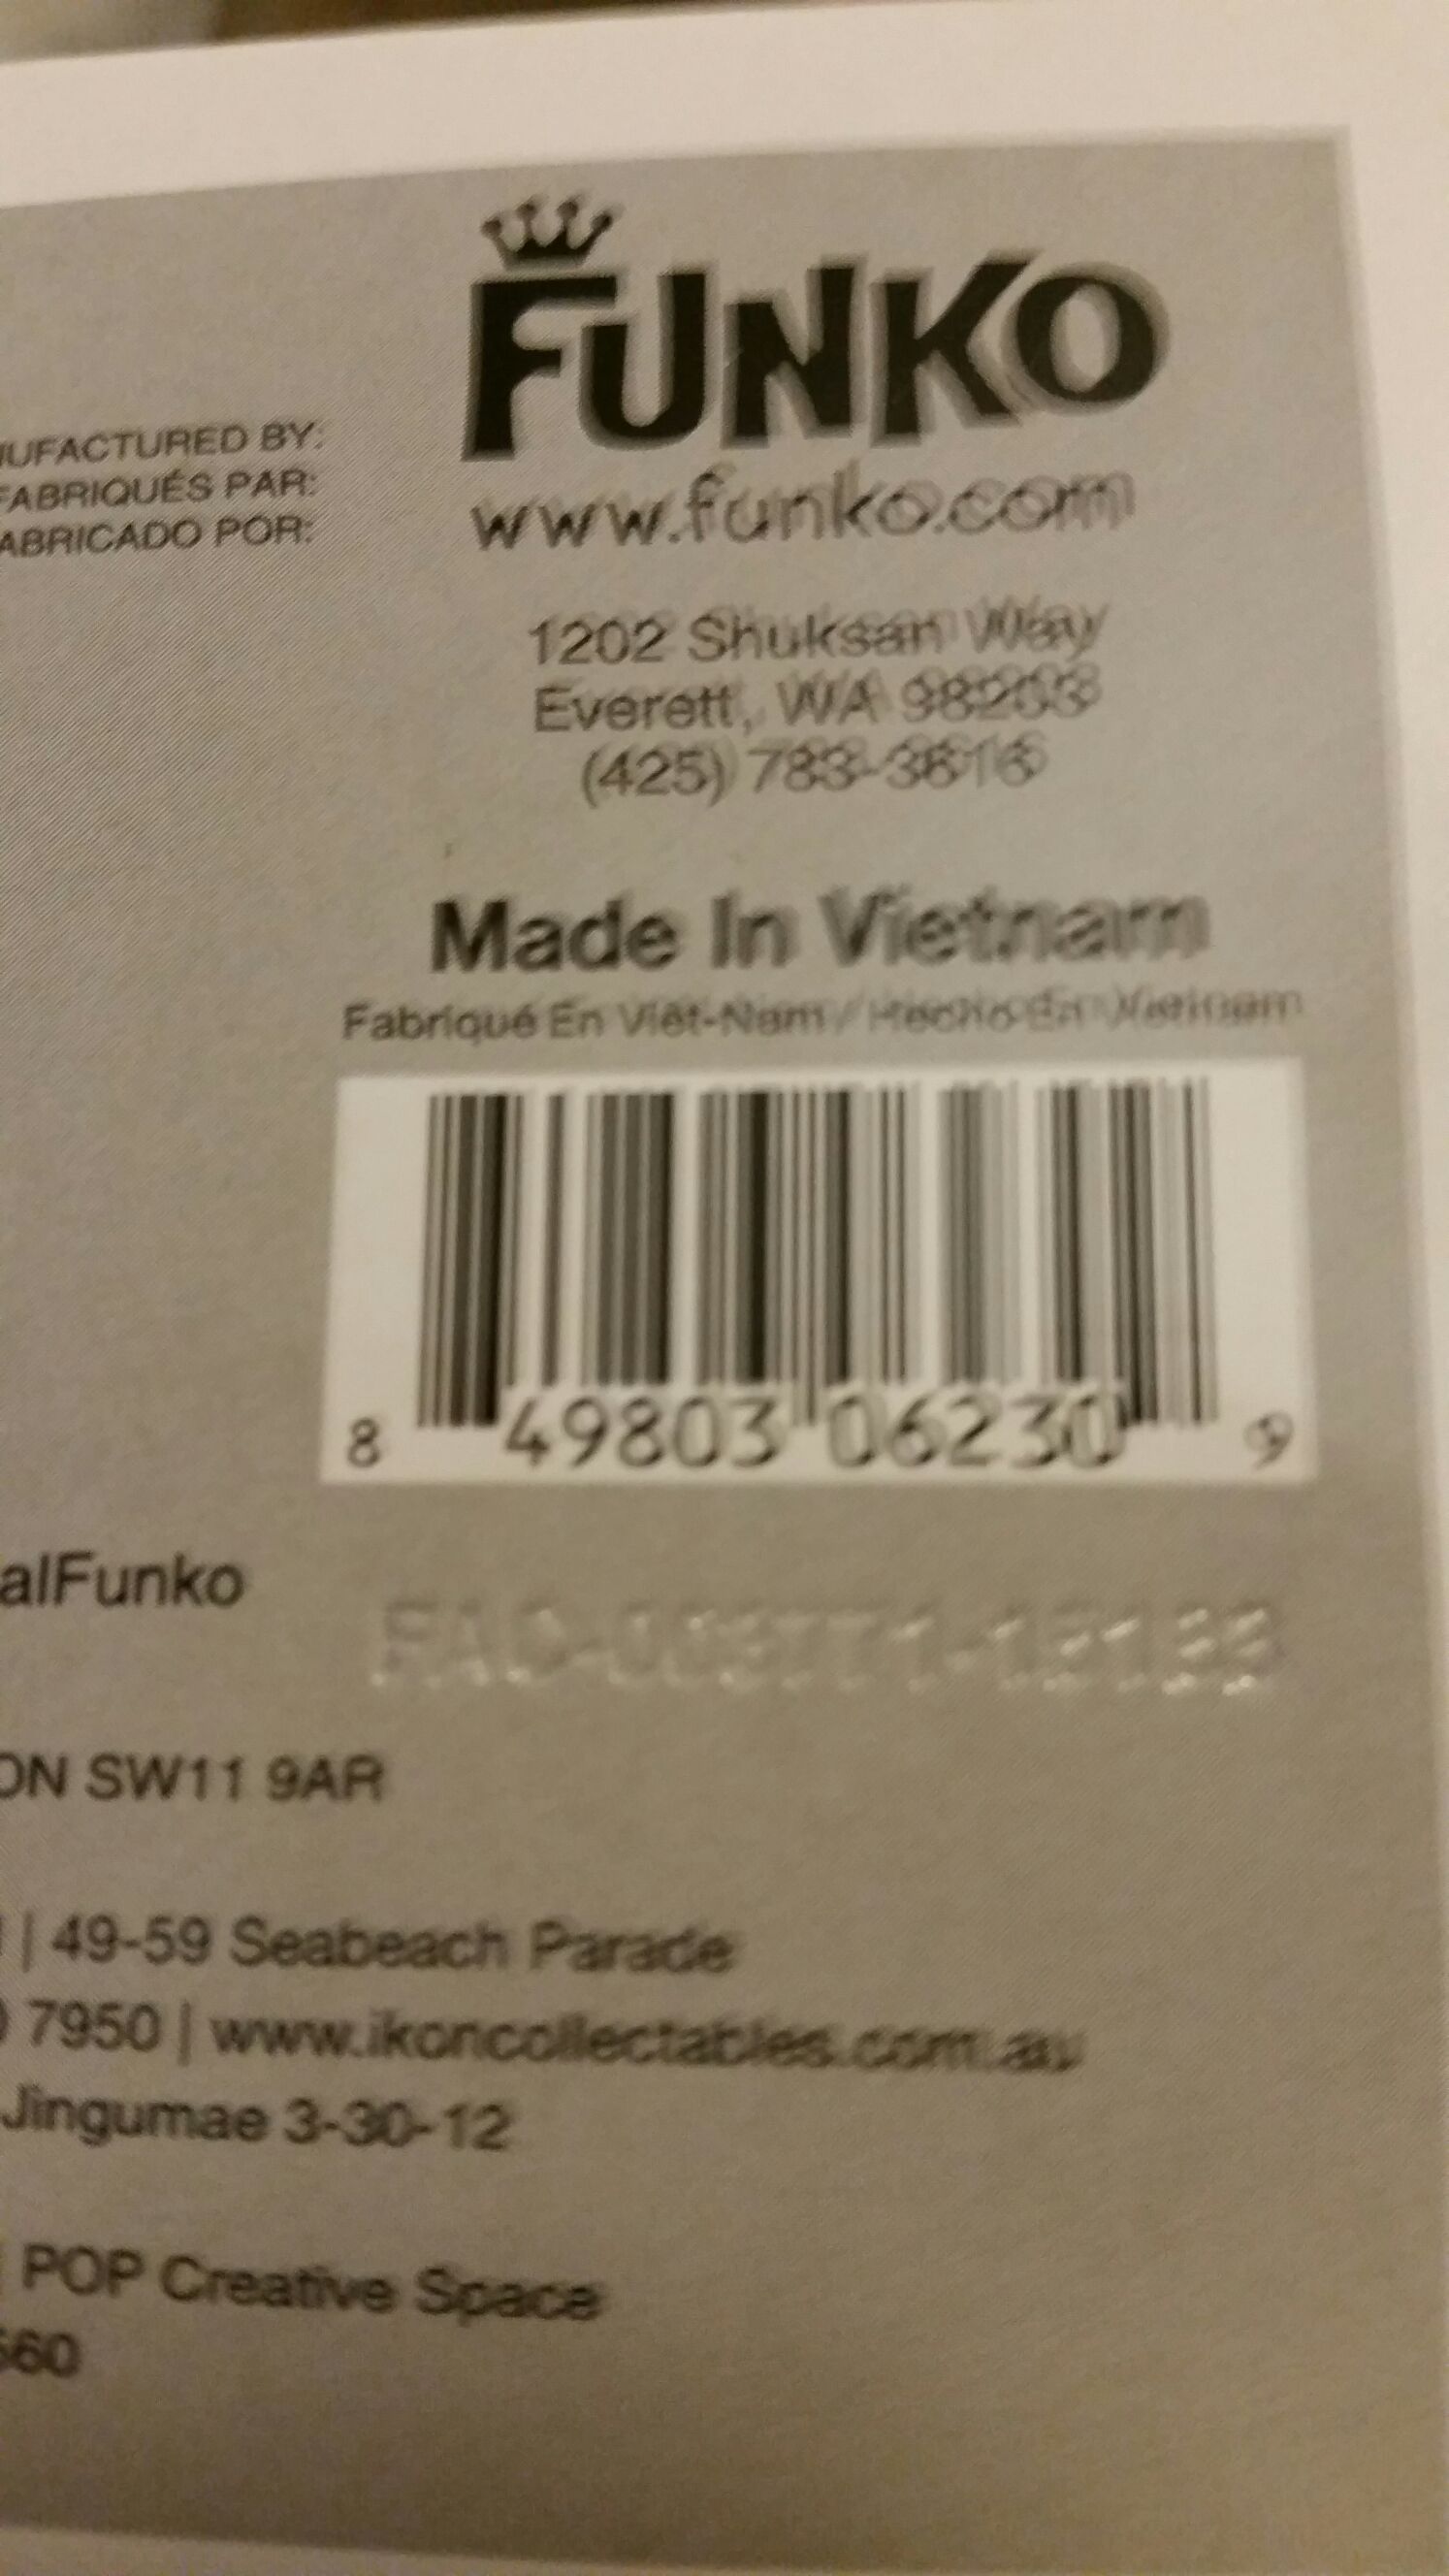 FUNKO
UFACTURED BY:
FABRIQUÉS PAR:
ABRICADO POR:
www.funko.com
1202 Shuksan Way
Everett, WA 98203
(425) 783-3616
Made In Vietnam
Fabriqué En Viêt-Nam / Hecho En Vietnam
8 49803 06230 9
alFunko
ON SW11 9AR
| 49-59 Seabeach Parade
7950 | www.ikoncollectables.com.au
Jingumae 3-30-12
POP Creative Space
560